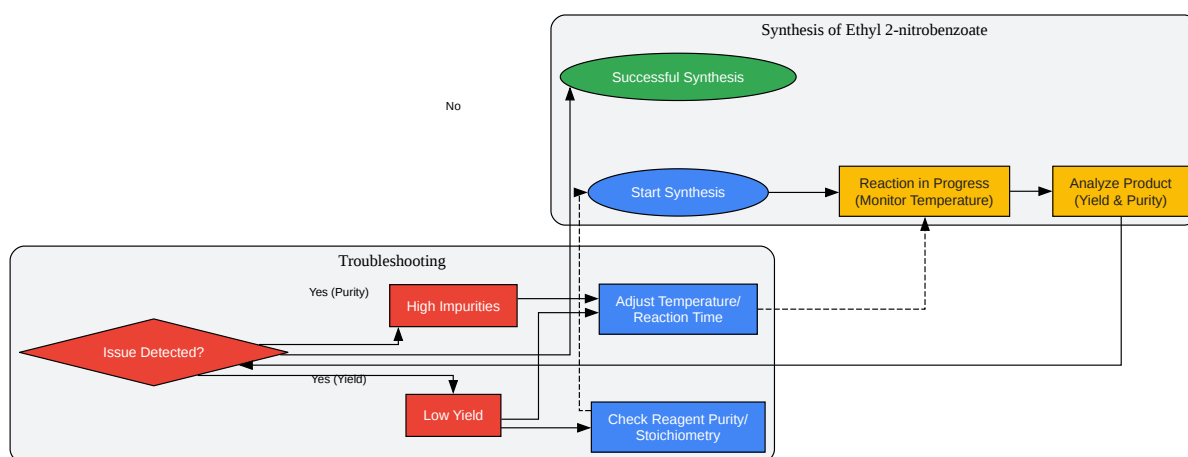 Synthesis of Ethyl 2-nitrobenzoate
Successful Synthesis
No
Start Synthesis
Reaction in Progress
(Monitor Temperature)
Analyze Product
(Yield & Purity)
Troubleshooting
Yes (Purity)
High Impurities
Adjust Temperature/
Reaction Time
Issue Detected?
Yes (Yield)
Low Yield
Check Reagent Purity/
Stoichiometry